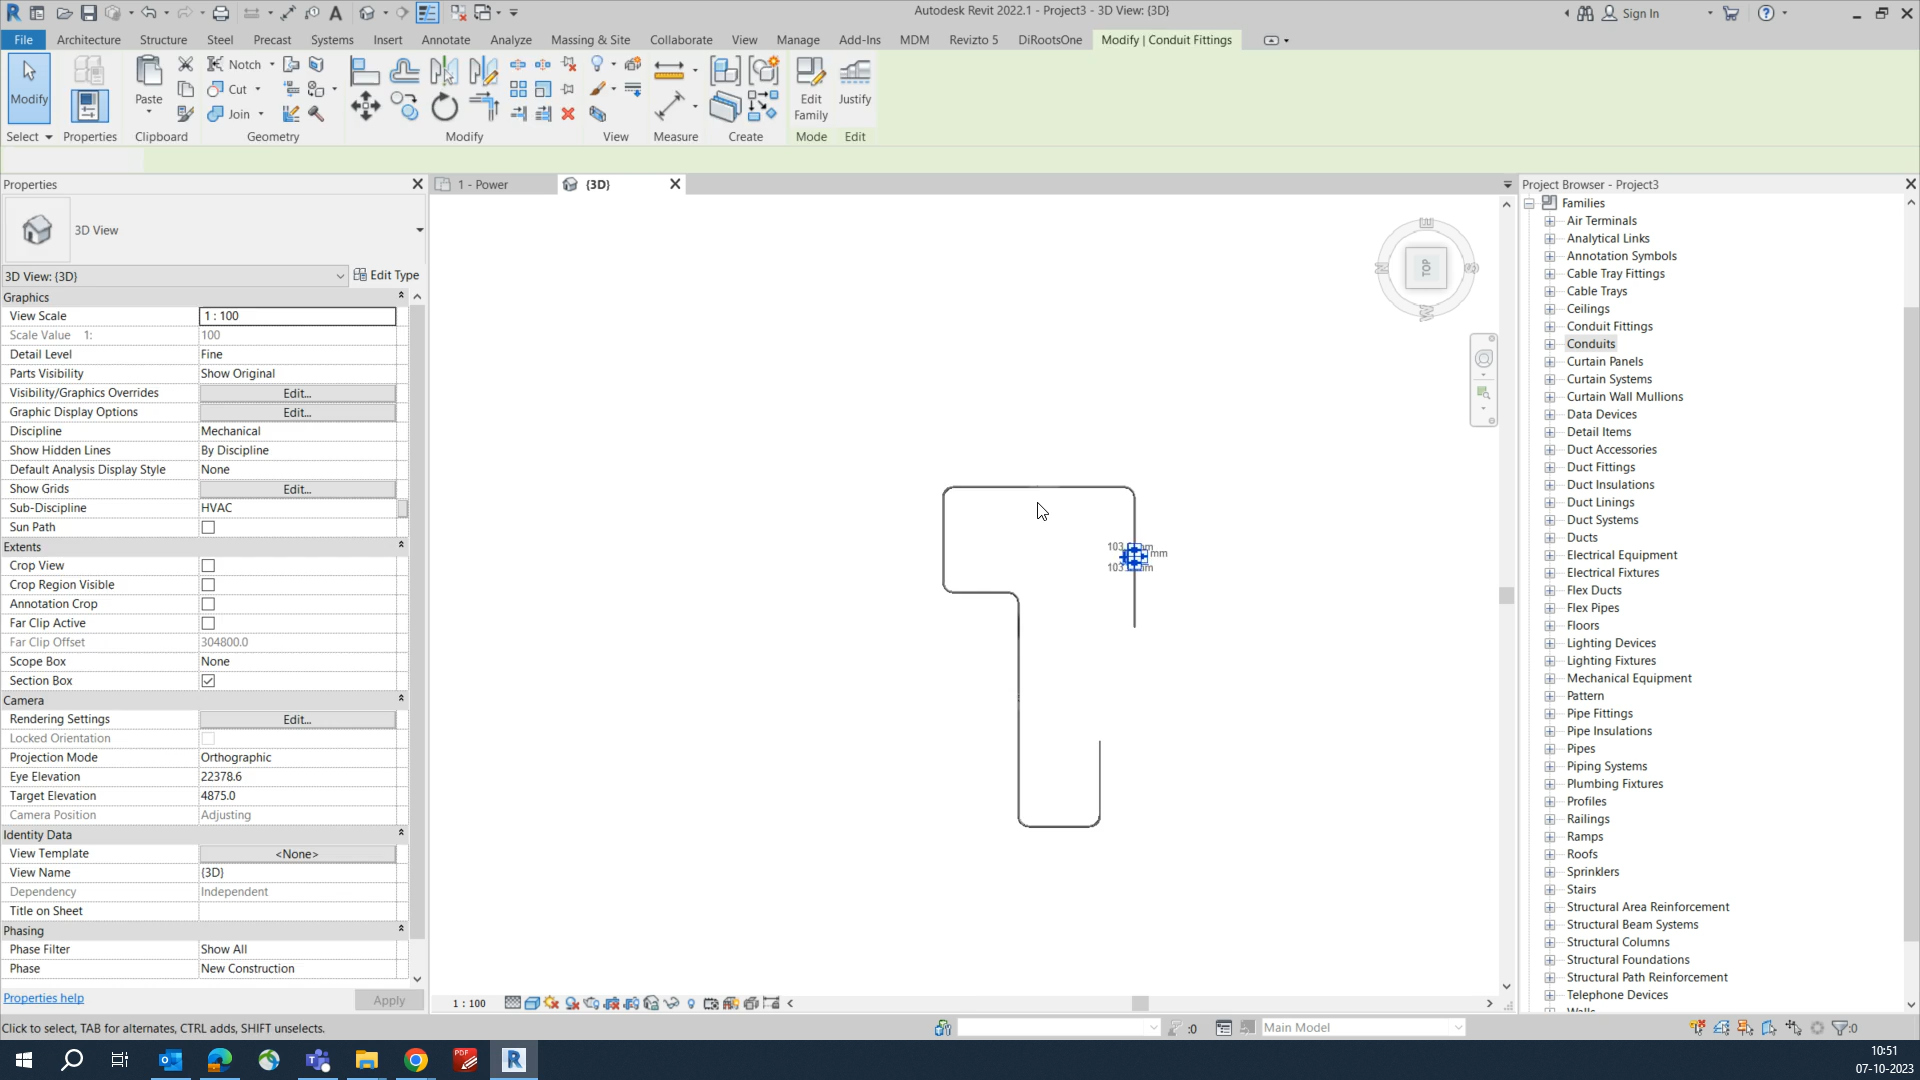 Autodesk Revit 2022.1 - Project3 - 3D View: {3D}
Sign In
File
Architecture
Structure
Steel
Precast
Systems
Insert
Annotate
Analyze
Massing & Site
Collaborate
View
Manage
Add-Ins
MDM
Revizto 5
DiRootsOne
Modify | Conduit Fittings
Modify
Paste
Notch
Cut
Join
Edit Family
Justify
Select
Properties
Clipboard
Geometry
Modify
View
Measure
Create
Mode
Edit
Properties
3D View
3D View: {3D}
Edit Type
Graphics
View Scale 1 : 100
Scale Value 1: 100
Detail Level Fine
Parts Visibility Show Original
Visibility/Graphics Overrides Edit...
Graphic Display Options Edit...
Discipline Mechanical
Show Hidden Lines By Discipline
Default Analysis Display Style None
Show Grids Edit...
Sub-Discipline HVAC
Sun Path
Extents
Crop View
Crop Region Visible
Annotation Crop
Far Clip Active
Far Clip Offset 304800.0
Scope Box None
Section Box
Camera
Rendering Settings Edit...
Locked Orientation
Projection Mode Orthographic
Eye Elevation 22378.6
Target Elevation 4875.0
Camera Position Adjusting
Identity Data
View Template <None>
View Name {3D}
Dependency Independent
Title on Sheet
Phasing
Phase Filter Show All
Phase New Construction
Properties help
Apply
1 - Power
{3D}
TOP
E
N
S
W
mm
1 : 100
Project Browser - Project3
Families
Air Terminals
Analytical Links
Annotation Symbols
Cable Tray Fittings
Cable Trays
Ceilings
Conduit Fittings
Conduits
Curtain Panels
Curtain Systems
Curtain Wall Mullions
Data Devices
Detail Items
Duct Accessories
Duct Fittings
Duct Insulations
Duct Linings
Duct Systems
Ducts
Electrical Equipment
Electrical Fixtures
Flex Ducts
Flex Pipes
Floors
Lighting Devices
Lighting Fixtures
Mechanical Equipment
Pattern
Pipe Fittings
Pipe Insulations
Pipes
Piping Systems
Plumbing Fixtures
Profiles
Railings
Ramps
Roofs
Sprinklers
Stairs
Structural Area Reinforcement
Structural Beam Systems
Structural Columns
Structural Foundations
Structural Path Reinforcement
Telephone Devices
Click to select, TAB for alternates, CTRL adds, SHIFT unselects.
:0
Main Model
:0
10:51
07-10-2023